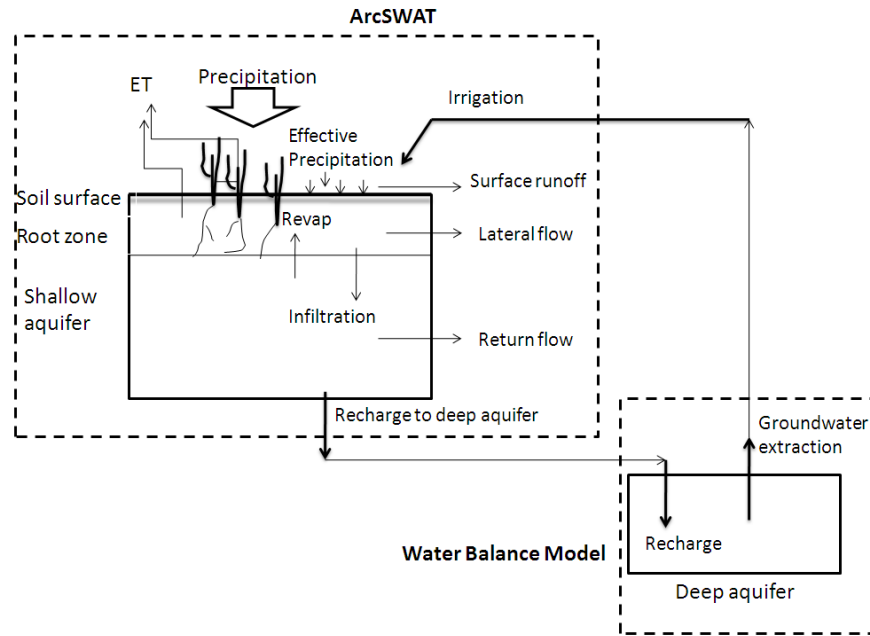 ArcSWAT
Precipitation
ET
Irrigation
Effective
Precipitation
Surface runoff
Soil surface
Revap
Root zone
Lateral flow
Shallow
aquifer
Infiltration
Return flow
Recharge to deep aquifer
Groundwater
extraction
Water Balance Model
Recharge
Deep aquifer